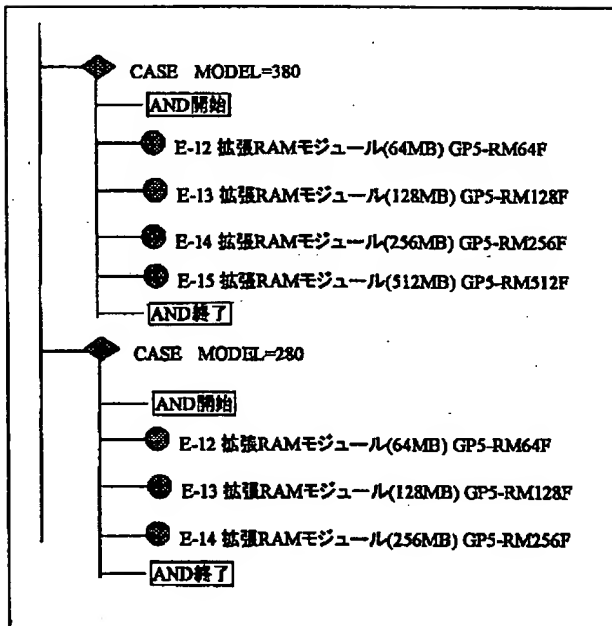 CASE MODEL=380
AND開始
E-12 拡張RAMモジュール(64MB) GP5-RM64F
E-13 拡張RAMモジュール(128MB) GP5-RM128F
E-14 拡張RAMモジュール(256MB) GP5-RM256F
E-15 拡張RAMモジュール(512MB) GP5-RM512F
AND終了
CASE MODEL=280
AND開始
E-12 拡張RAMモジュール(64MB) GP5-RM64F
E-13 拡張RAMモジュール(128MB) GP5-RM128F
E-14 拡張RAMモジュール(256MB) GP5-RM256F
AND終了